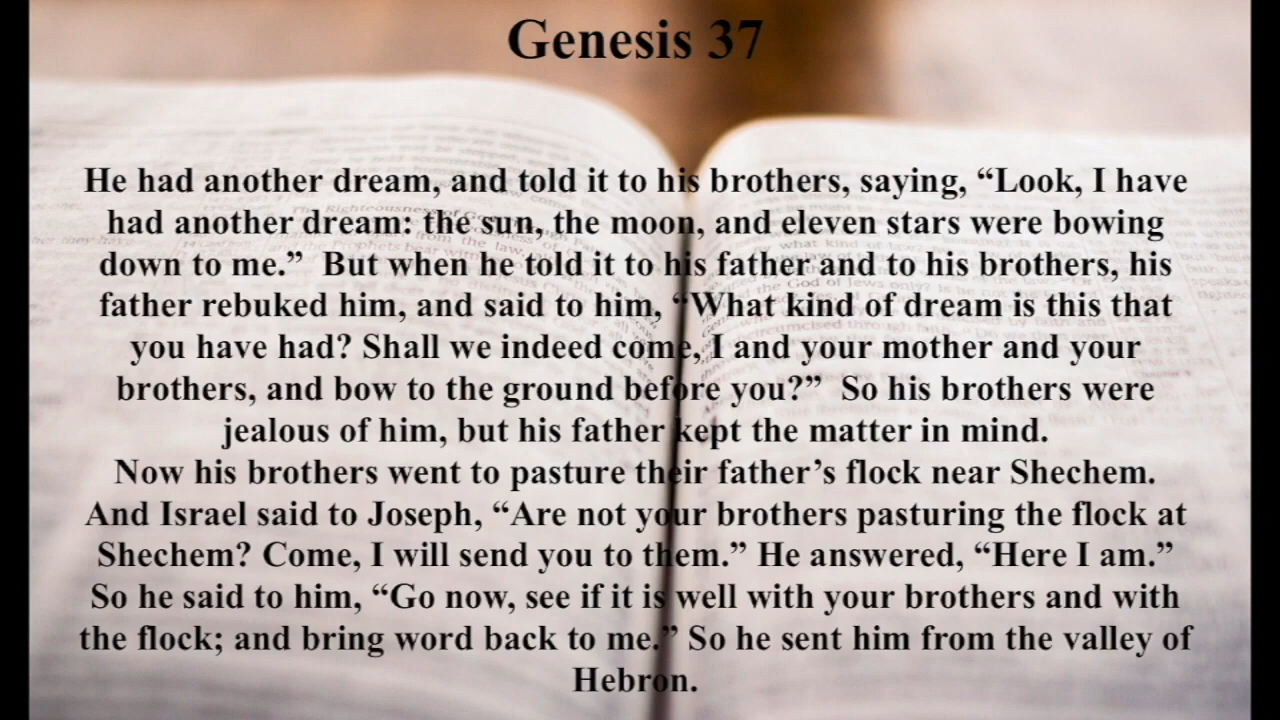 Genesis 37
He had another dream, and told it to his brothers, saying, “Look, I have
had another dream: the sun, the moon, and eleven stars were bowing
down to me.”  But when he told it to his father and to his brothers, his
father rebuked him, and said to him, “What kind of dream is this that
you have had? Shall we indeed come, I and your mother and your
brothers, and bow to the ground before you?”  So his brothers were
jealous of him, but his father kept the matter in mind.
Now his brothers went to pasture their father’s flock near Shechem.
And Israel said to Joseph, “Are not your brothers pasturing the flock at
Shechem? Come, I will send you to them.” He answered, “Here I am.”
So he said to him, “Go now, see if it is well with your brothers and with
the flock; and bring word back to me.” So he sent him from the valley of
Hebron.